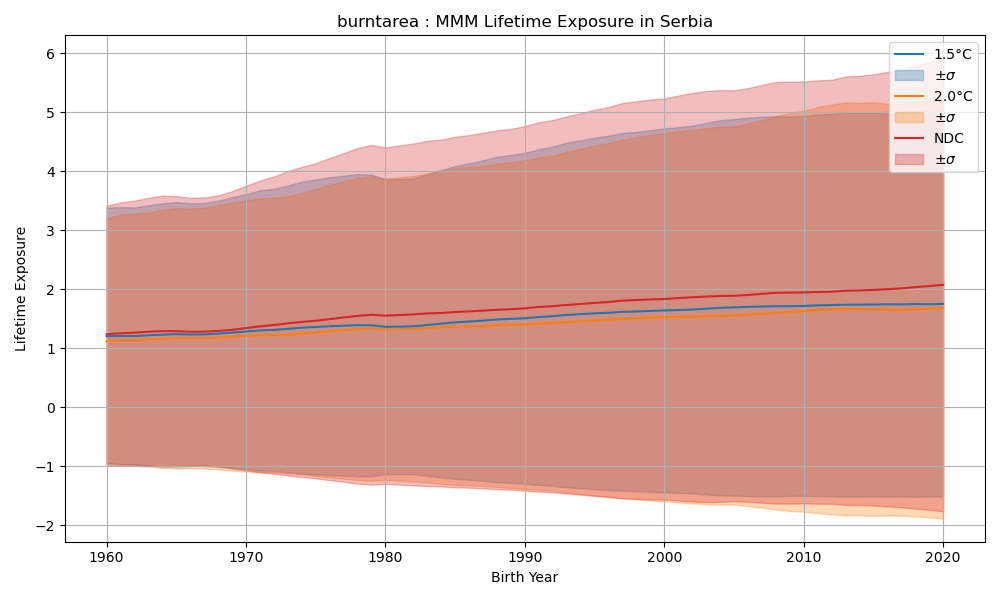 burntarea : MMM Lifetime Exposure in Serbia
6
5
4
3
2
1
0
−1
−2
Lifetime Exposure
1.5°C
±σ
2.0°C
±σ
NDC
±σ
1960
1970
1980
1990
2000
2010
2020
Birth Year